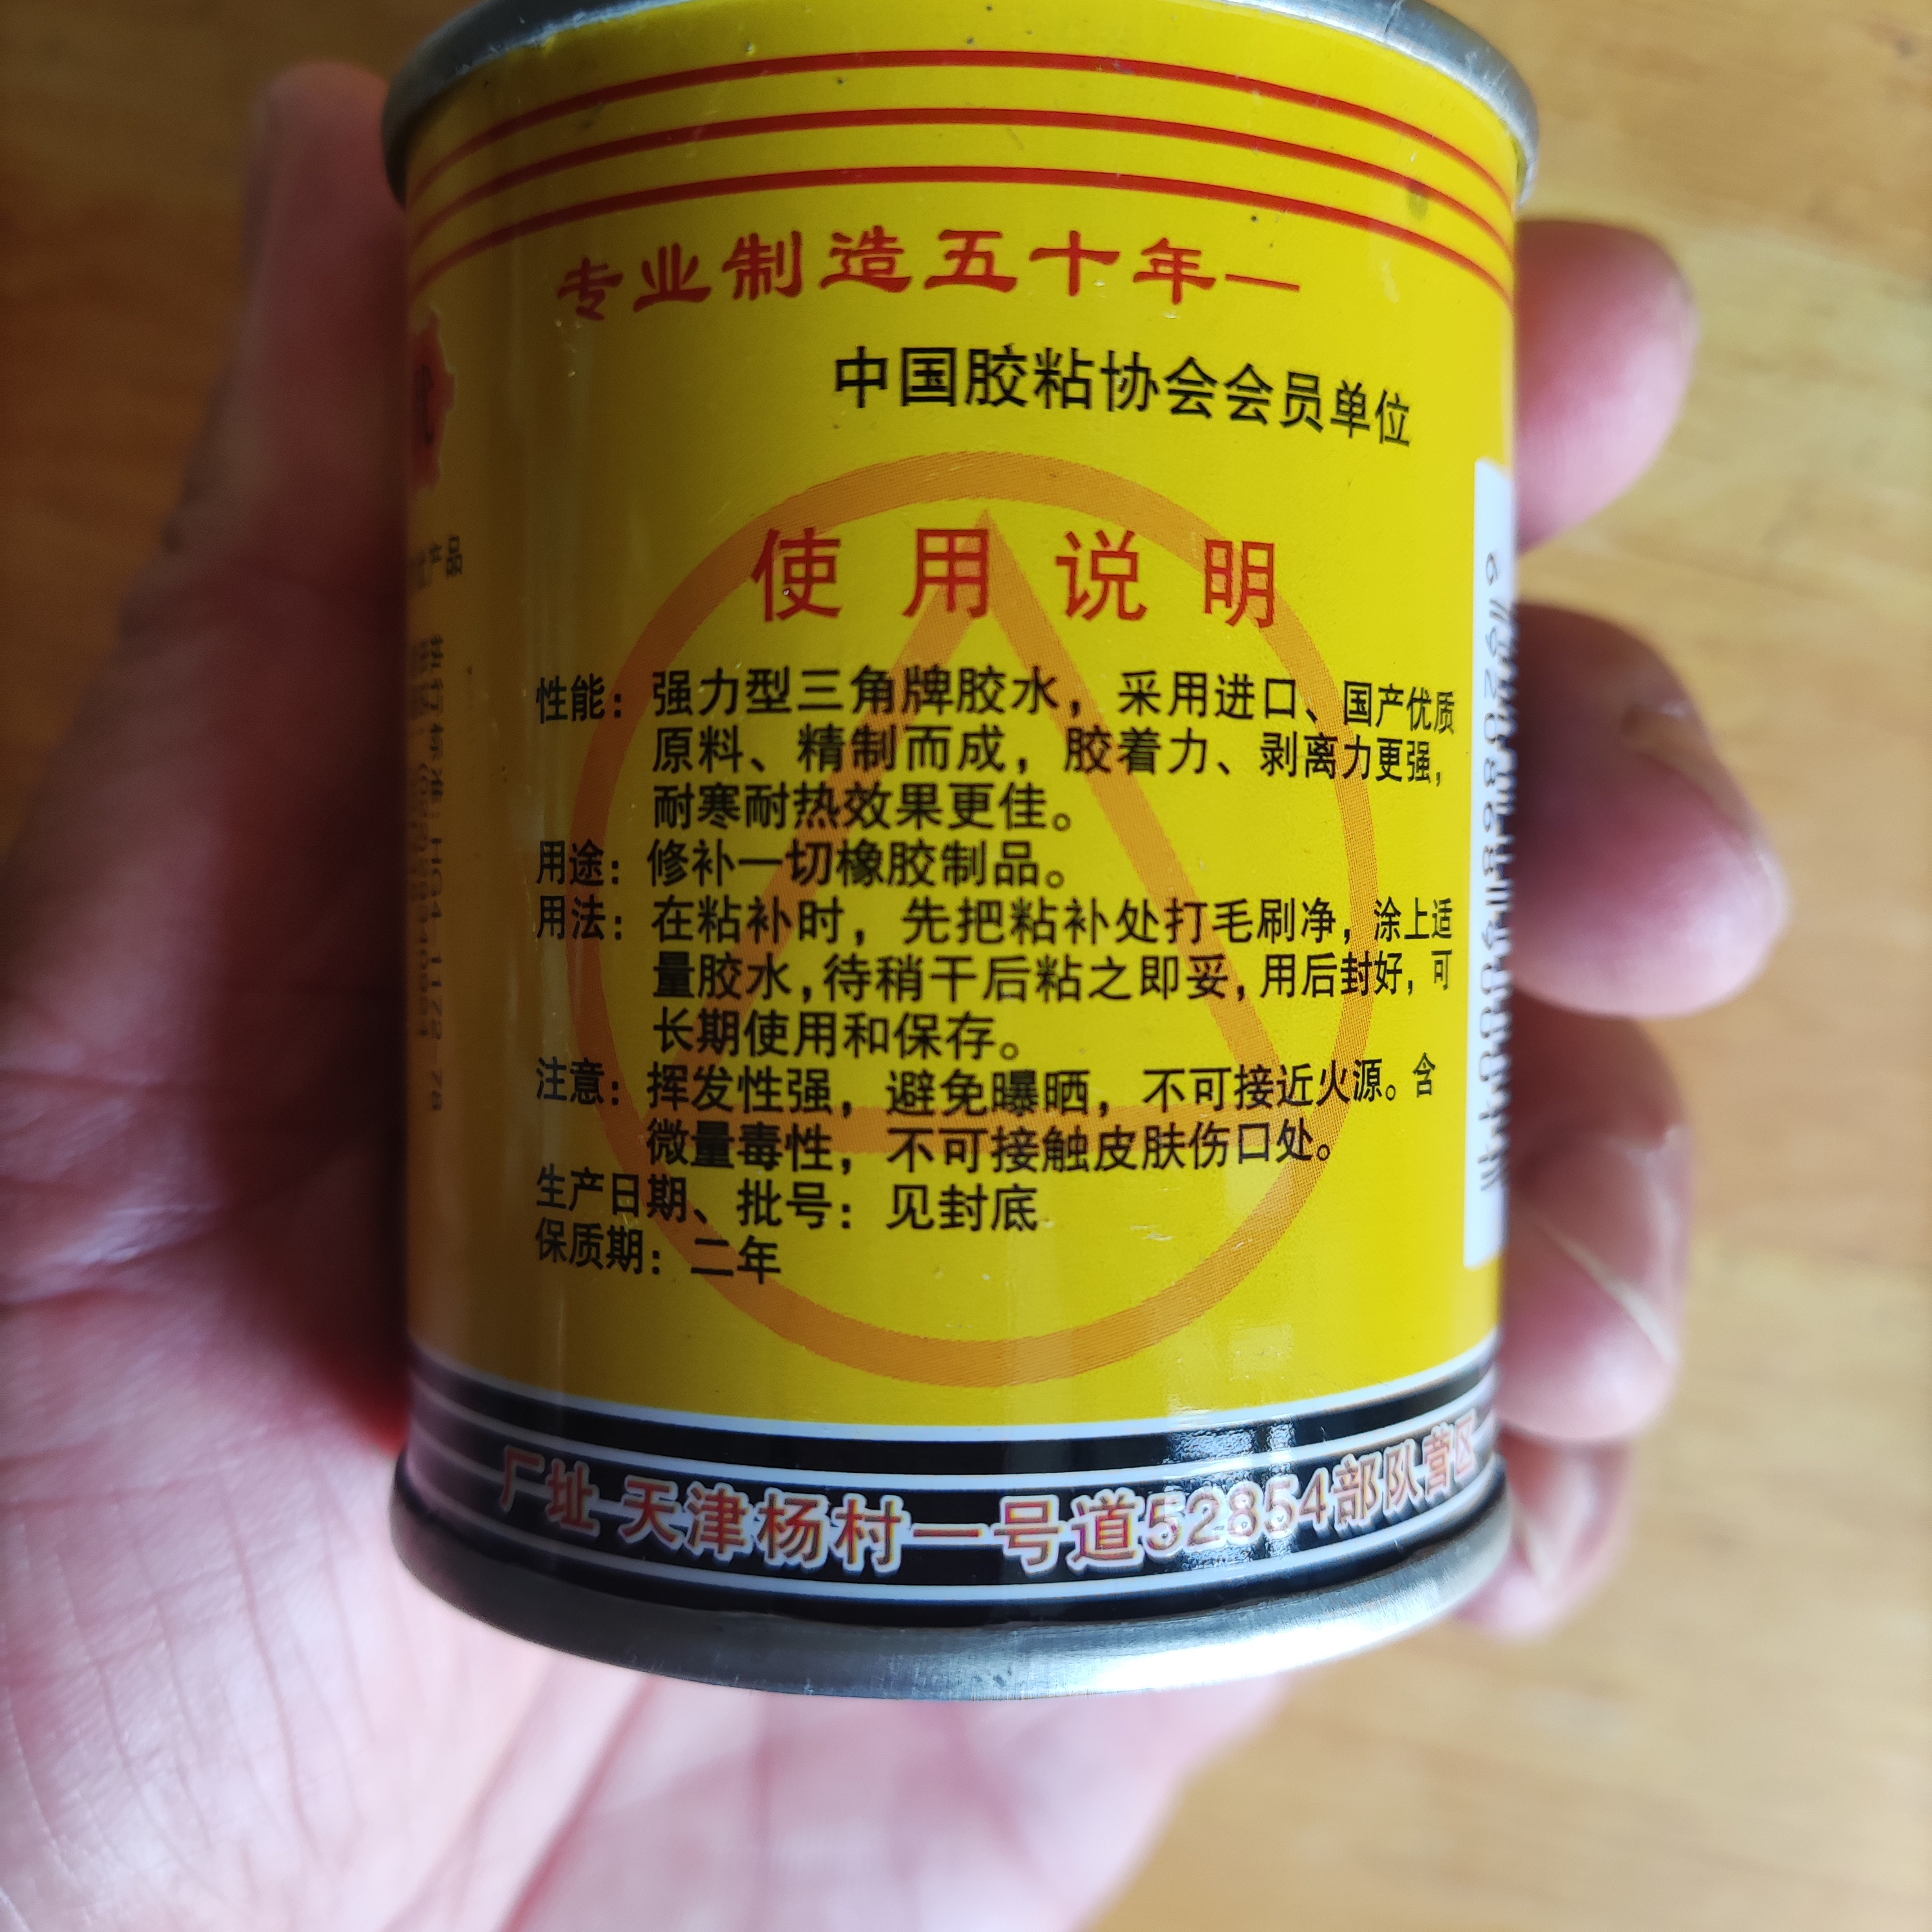 专业制造五十年—
中国胶粘协会会员单位
使用说明
性能：强力型三角牌胶水，采用进口、国产优质
原料、精制而成，胶着力、剥离力更强，
耐寒耐热效果更佳。
用途：修补一切橡胶制品。
用法：在粘补时，先把粘补处打毛刷净，涂上适
量胶水，待稍干后粘之即妥，用后封好，可
长期使用和保存。
注意：挥发性强，避免曝晒，不可接近火源。含
微量毒性，不可接触皮肤伤口处。
生产日期、批号：见封底
保质期：二年
厂址 天津杨村一号道52854部队营区
产品
执行标准：HG4-1172-78